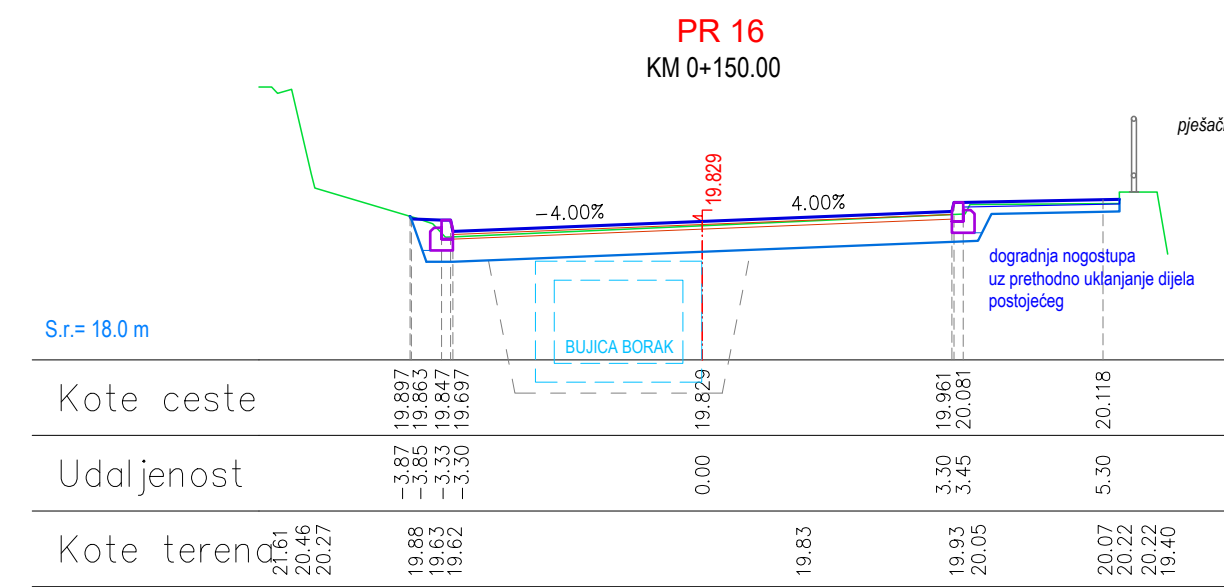 PR 16
KM 0+150.00
pješač
19.829
-4.00%
4.00%
dogradnja nogostupa
uz prethodno uklanjanje dijela
postojećeg
S.r.= 18.0 m
BUJICA BORAK
Kote ceste 19.897 19.863 19.847 19.697 19.829 19.961 20.081 20.118
Udaljenost -3.87 -3.85 -3.33 -3.30 0.00 3.30 3.45 5.30
Kote terena 21.61 20.46 20.27 19.88 19.63 19.62 19.83 19.93 20.05 20.07 20.22 20.22 19.40